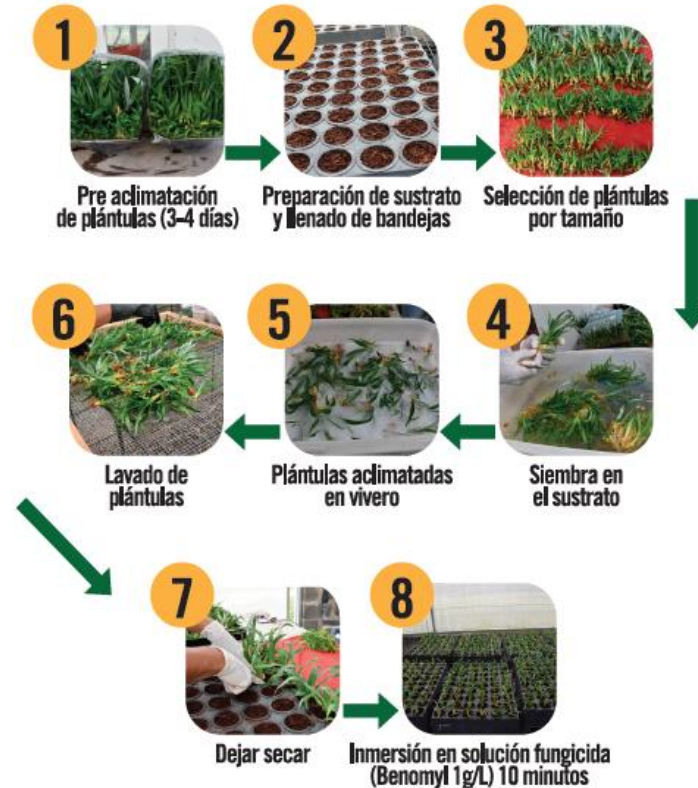 1
Pre aclimatación
de plántulas (3-4 días)
2
Preparación de sustrato
y llenado de bandejas
3
Selección de plántulas
por tamaño
4
Siembra en
el sustrato
5
Plántulas aclimatadas
en vivero
6
Lavado de
plántulas
7
Dejar secar
8
Inmersión en solución fungicida
(Benomyl 1g/L) 10 minutos